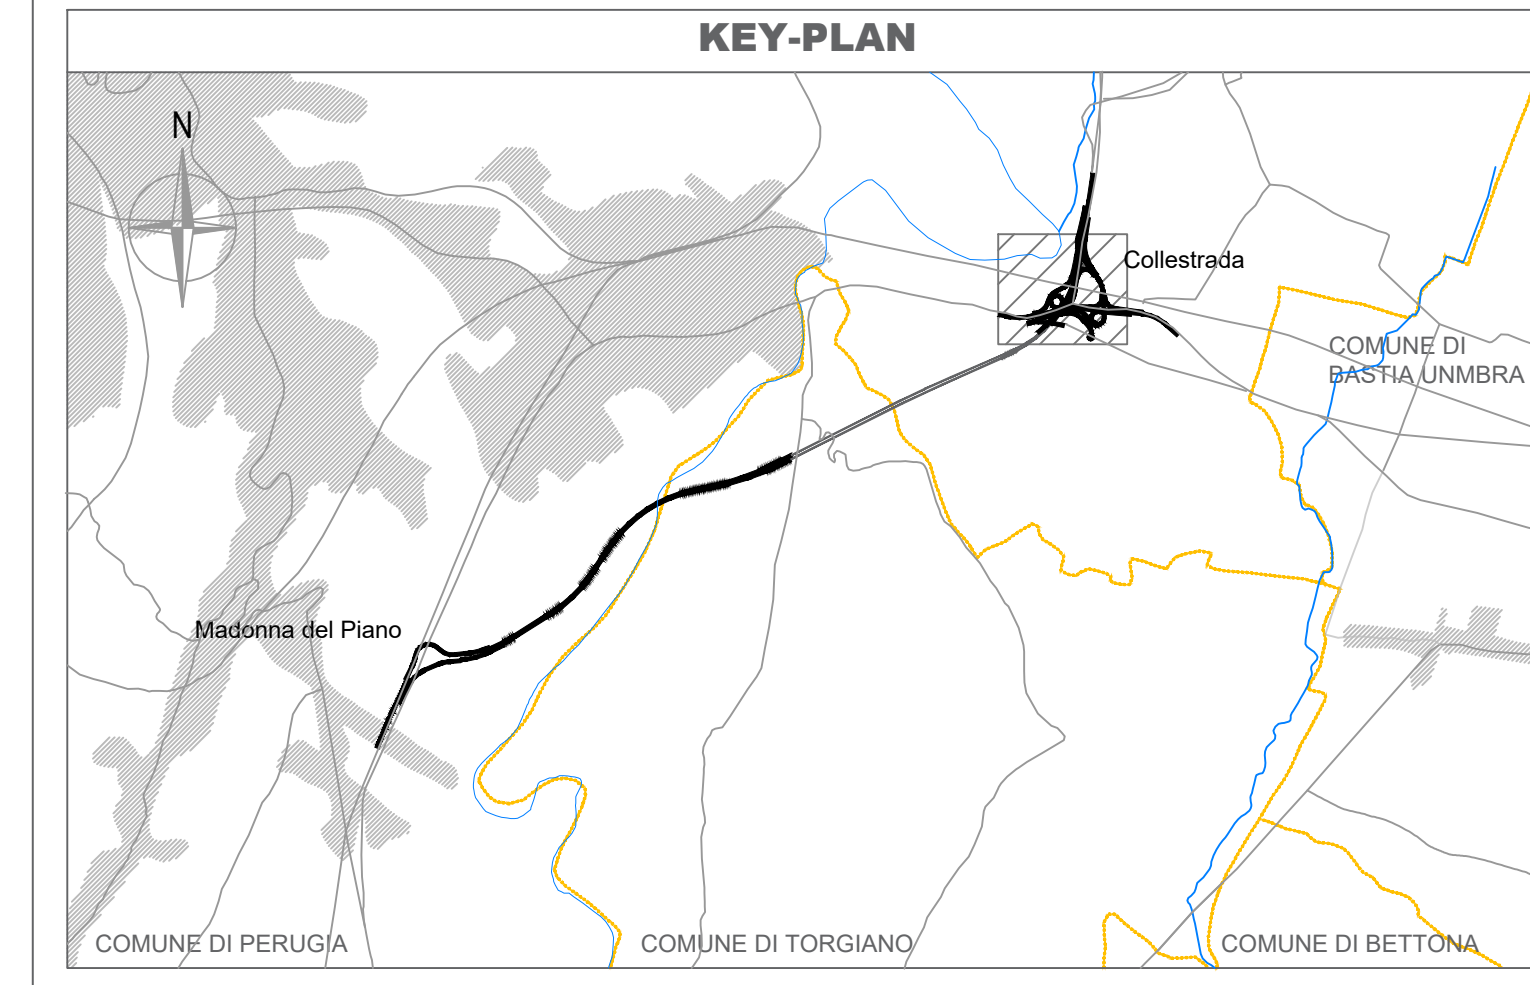 KEY-PLAN
N
Collestrada
COMUNE DI
BASTIA UNMBRA
Madonna del Piano
COMUNE DI PERUGIA
COMUNE DI TORGIANO
COMUNE DI BETTONA